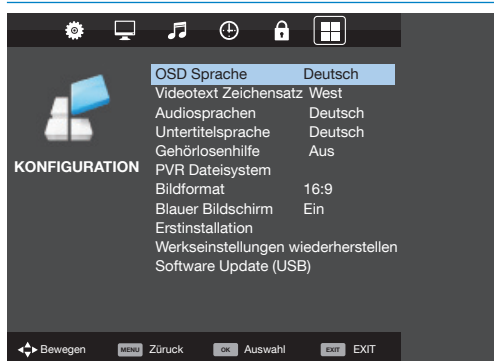 OSD Sprache Deutsch
Videotext Zeichensatz West
Audiosprachen Deutsch
Untertitelsprache Deutsch
Gehörlosenhilfe Aus
KONFIGURATION
PVR Dateisystem
Bildformat 16:9
Blauer Bildschirm Ein
Erstinstallation
Werkseinstellungen wiederherstellen
Software Update (USB)
Bewegen MENU Züruck OK Auswahl EXIT EXIT